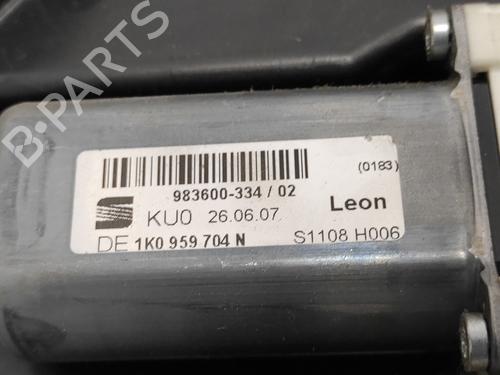 B-PARTS
(0183)
983600-334 / 02
KU0 26.06.07. Leon
DE 1K0 959 704 N S1108 H006